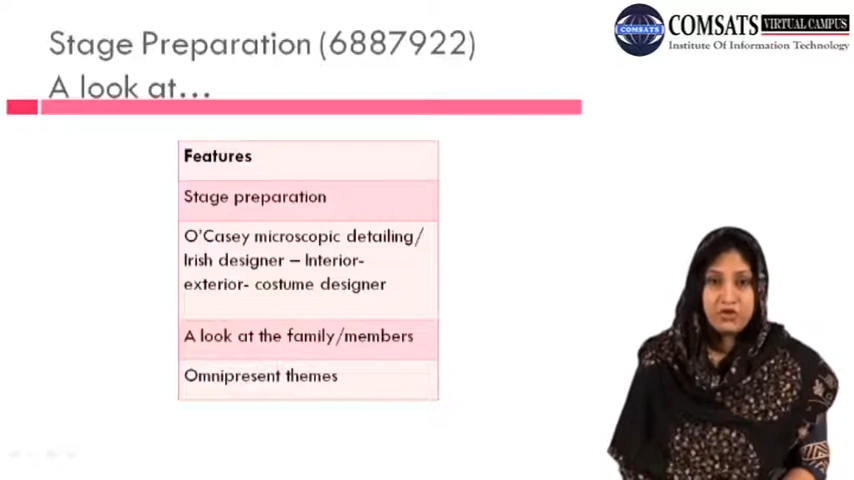 Stage Preparation (6887922)
A look at...
COMSATS VIRTUAL CAMPUS
COMSATS
Institute Of Information Technology
Features
Stage preparation
O'Casey microscopic detailing/
Irish designer – Interior-
exterior- costume designer
A look at the family/members
Omnipresent themes